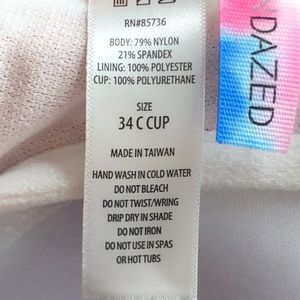 RN#85736
BODY: 79% NYLON
21% SPANDEX
LINING: 100% POLYESTER
CUP: 100% POLYURETHANE
SIZE
34 C CUP
MADE IN TAIWAN
HAND WASH IN COLD WATER
DO NOT BLEACH
DO NOT TWIST/WRING
DRIP DRY IN SHADE
DO NOT IRON
DO NOT USE IN SPAS
OR HOT TUBS
DAZED